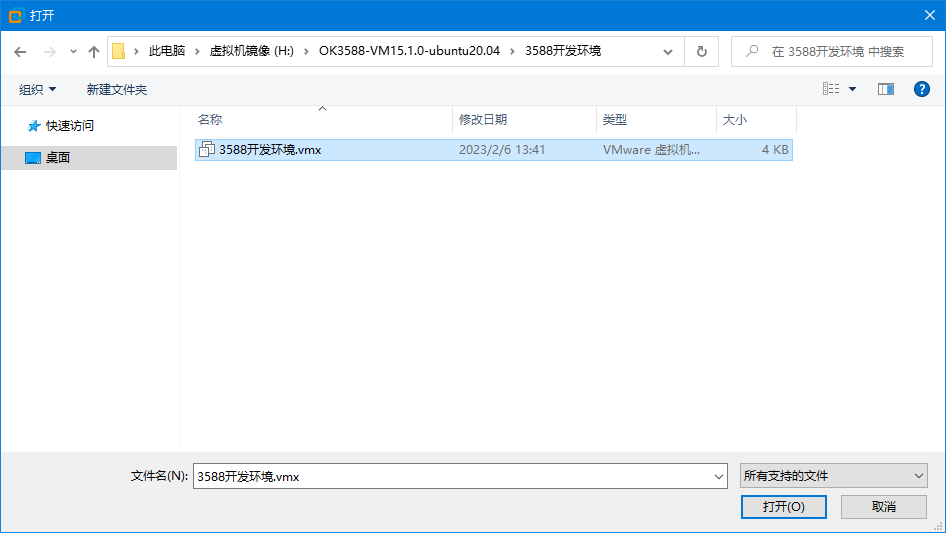 打开
此电脑 › 虚拟机镜像 (H:) › OK3588-VM15.1.0-ubuntu20.04 › 3588开发环境
在 3588开发环境 中搜索
组织 新建文件夹
快速访问
桌面
名称 修改日期 类型 大小
3588开发环境.vmx 2023/2/6 13:41 VMware 虚拟机... 4 KB
文件名(N): 3588开发环境.vmx 所有支持的文件
打开(O) 取消